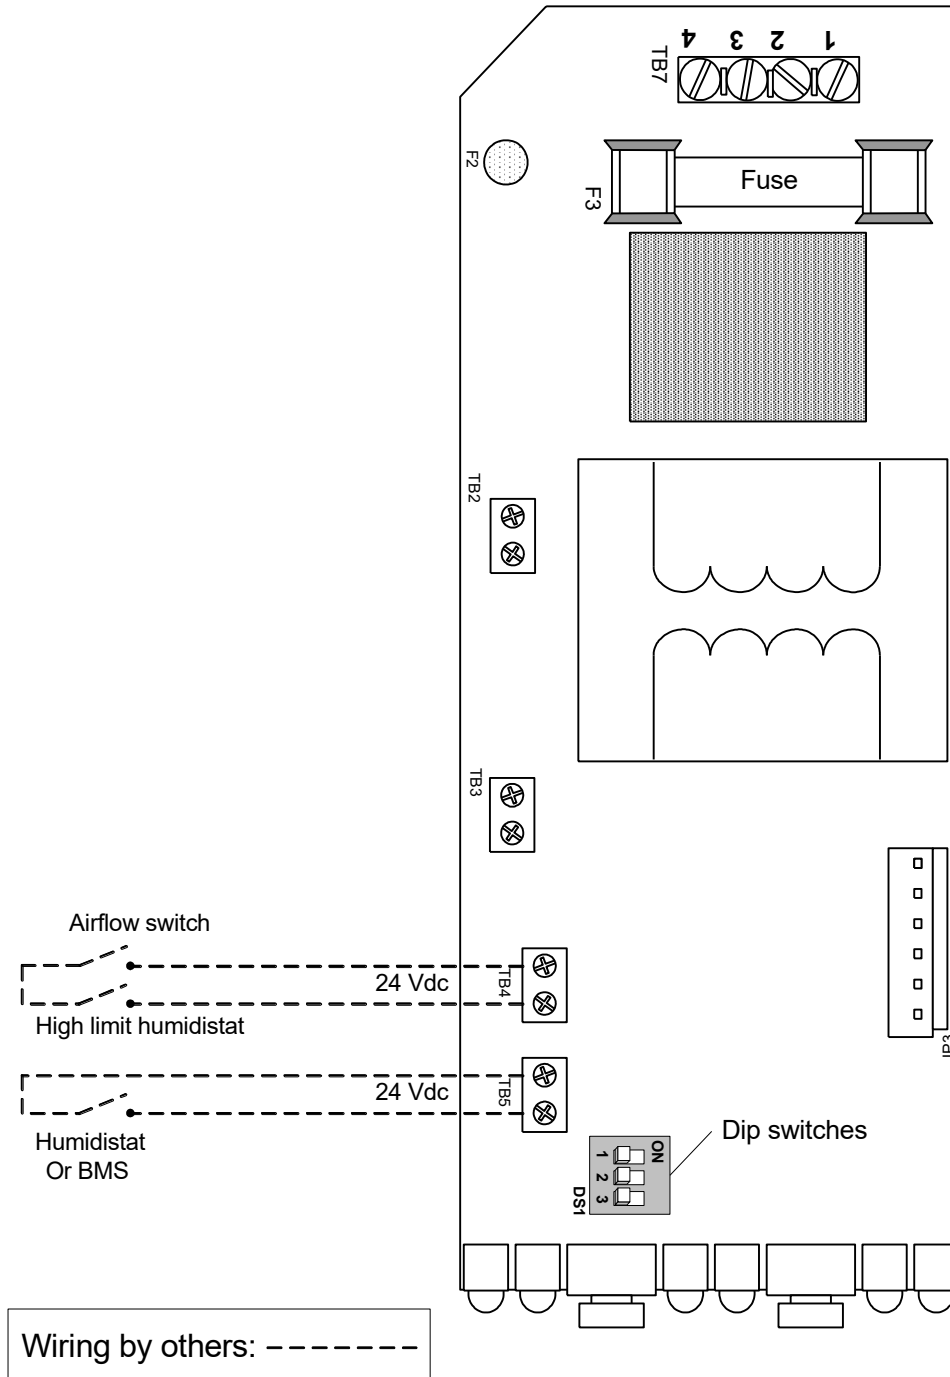 4 3 2 1
TB7
F2
F3
Fuse
TB2
TB3
Airflow switch
24 Vdc
TB4
High limit humidistat
JP3
24 Vdc
TB5
Humidistat
Or BMS
Dip switches
ON
1
2
3
DS1
Wiring by others: